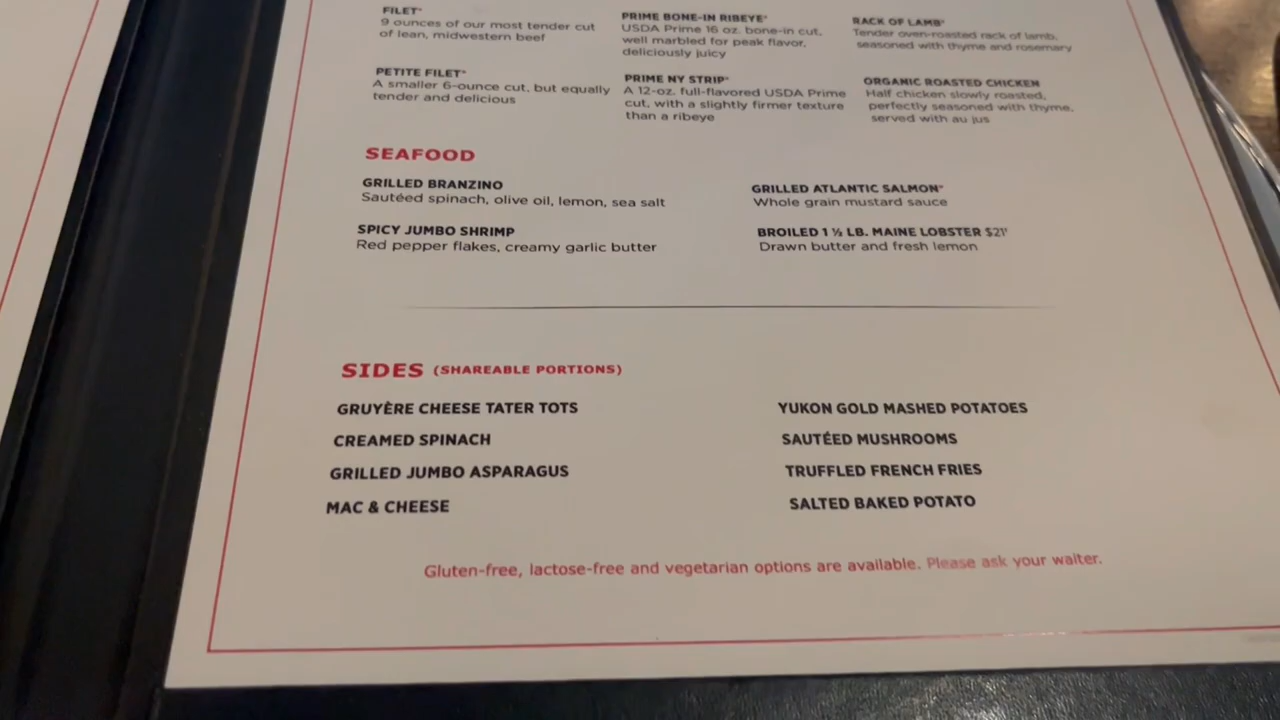 FILET*
9 ounces of our most tender cut
of lean, midwestern beef
PETITE FILET*
A smaller 6-ounce cut, but equally
tender and delicious
PRIME BONE-IN RIBEYE*
USDA Prime 16 oz. bone-in cut,
well marbled for peak flavor,
deliciously juicy
PRIME NY STRIP*
A 12-oz. full-flavored USDA Prime
cut, with a slightly firmer texture
than a ribeye
RACK OF LAMB*
Tender oven-roasted rack of lamb,
seasoned with thyme and rosemary
ORGANIC ROASTED CHICKEN
Half chicken slowly roasted,
perfectly seasoned with thyme,
served with au jus
SEAFOOD
GRILLED BRANZINO
Sautéed spinach, olive oil, lemon, sea salt
SPICY JUMBO SHRIMP
Red pepper flakes, creamy garlic butter
GRILLED ATLANTIC SALMON*
Whole grain mustard sauce
BROILED 1 ½ LB. MAINE LOBSTER $21†
Drawn butter and fresh lemon
SIDES (SHAREABLE PORTIONS)
GRUYÈRE CHEESE TATER TOTS
CREAMED SPINACH
GRILLED JUMBO ASPARAGUS
MAC & CHEESE
YUKON GOLD MASHED POTATOES
SAUTÉED MUSHROOMS
TRUFFLED FRENCH FRIES
SALTED BAKED POTATO
Gluten-free, lactose-free and vegetarian options are available. Please ask your waiter.